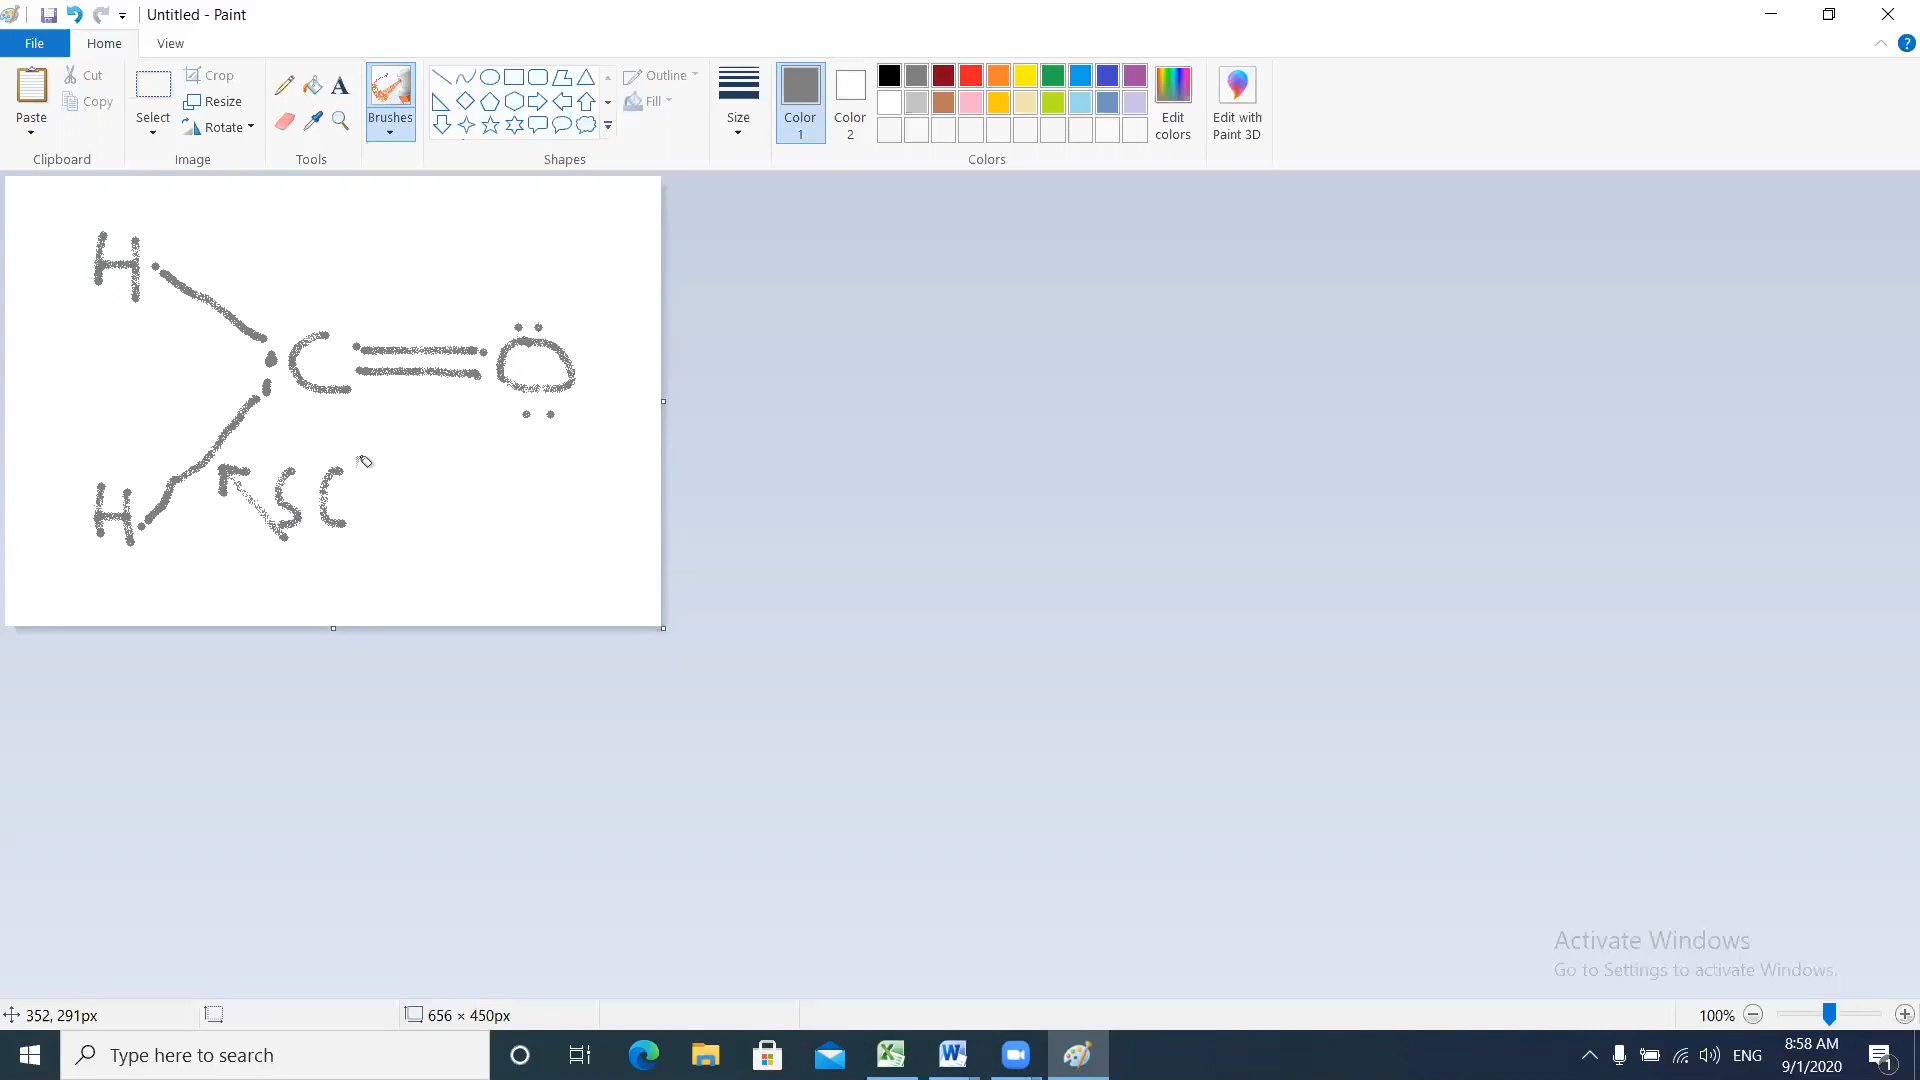 Untitled - Paint
File Home View
Paste
Cut
Copy
Clipboard
Select
Crop
Resize
Rotate
Image
Tools
A
Brushes
Shapes
Outline
Fill
Size
Color 1
Color 2
Colors
Edit colors
Edit with Paint 3D
?
H
C = O
SC
H
Activate Windows
Go to Settings to activate Windows.
352, 291px
656 × 450px
100%
Type here to search
ENG
8:58 AM
9/1/2020
1